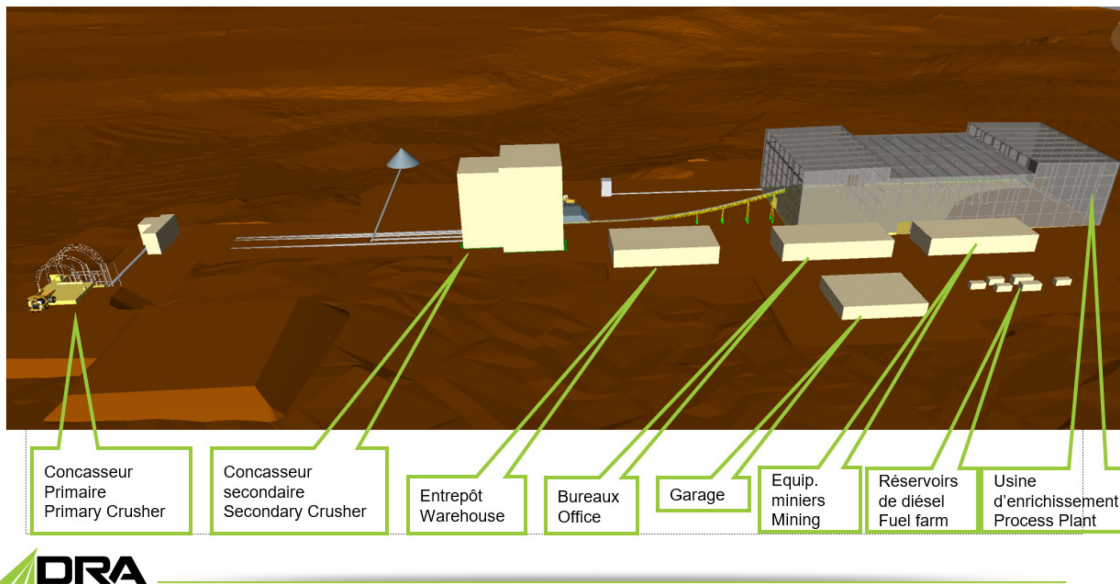 Concasseur
Primaire
Primary Crusher
Concasseur
secondaire
Secondary Crusher
Entrepôt
Warehouse
Bureaux
Office
Garage
Equip.
miniers
Mining
Réservoirs
de diésel
Fuel farm
Usine
d'enrichissement
Process Plant
DRA